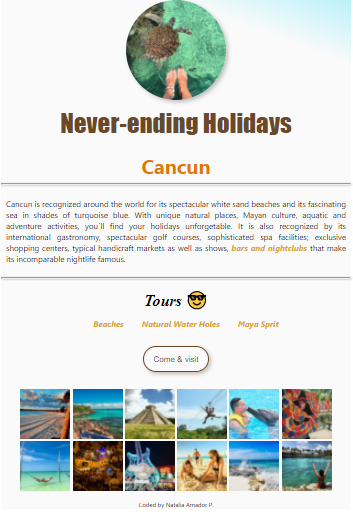 Never-ending Holidays
Cancun
Cancun is recognized around the world for its spectacular white sand beaches and its fascinating
sea in shades of turquoise blue. With unique natural places, Mayan culture, aquatic and
adventure activities, you'll find your holidays unforgetable. It is also recognized by its
international gastronomy, spectacular golf courses, sophisticated spa facilities; exclusive
shopping centers, typical handicraft markets as well as shows, bars and nightclubs that make
its incomparable nightlife famous.
Tours 😎
Beaches Natural Water Holes Maya Sprit
Come & visit
Coded by Natalia Amador P.